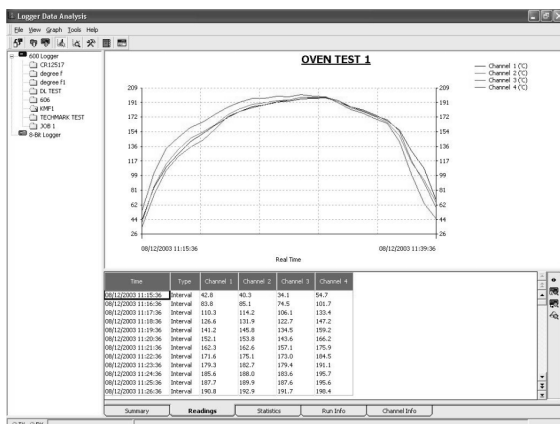 Logger Data Analysis
File View Graph Tools Help
600 Logger
CR12517
degree f
degree f1
DL TEST
606
KMF1
TECHMARK TEST
JOB 1
8-Bit Logger
OVEN TEST 1
Channel 1 (°C)
Channel 2 (°C)
Channel 3 (°C)
Channel 4 (°C)
209 209
191 191
172 172
154 154
136 136
117 117
99 99
81 81
62 62
44 44
26 26
08/12/2003 11:15:36 08/12/2003 11:39:36
Real Time
Time Type Channel 1 Channel 2 Channel 3 Channel 4
08/12/2003 11:15:36 Interval 42.8 40.3 34.1 54.7
08/12/2003 11:16:36 Interval 83.8 85.1 74.5 101.7
08/12/2003 11:17:36 Interval 110.3 114.2 106.1 133.4
08/12/2003 11:18:36 Interval 126.6 131.9 122.7 147.2
08/12/2003 11:19:36 Interval 141.2 145.8 134.5 159.2
08/12/2003 11:20:36 Interval 152.1 153.8 143.6 166.2
08/12/2003 11:21:36 Interval 162.3 162.6 157.1 175.9
08/12/2003 11:22:36 Interval 171.6 175.1 173.0 184.5
08/12/2003 11:23:36 Interval 179.3 182.7 179.4 191.1
08/12/2003 11:24:36 Interval 185.6 188.0 183.6 195.7
08/12/2003 11:25:36 Interval 187.7 189.9 187.6 195.6
08/12/2003 11:26:36 Interval 190.8 192.9 191.7 198.4
Summary Readings Statistics Run Info Channel Info